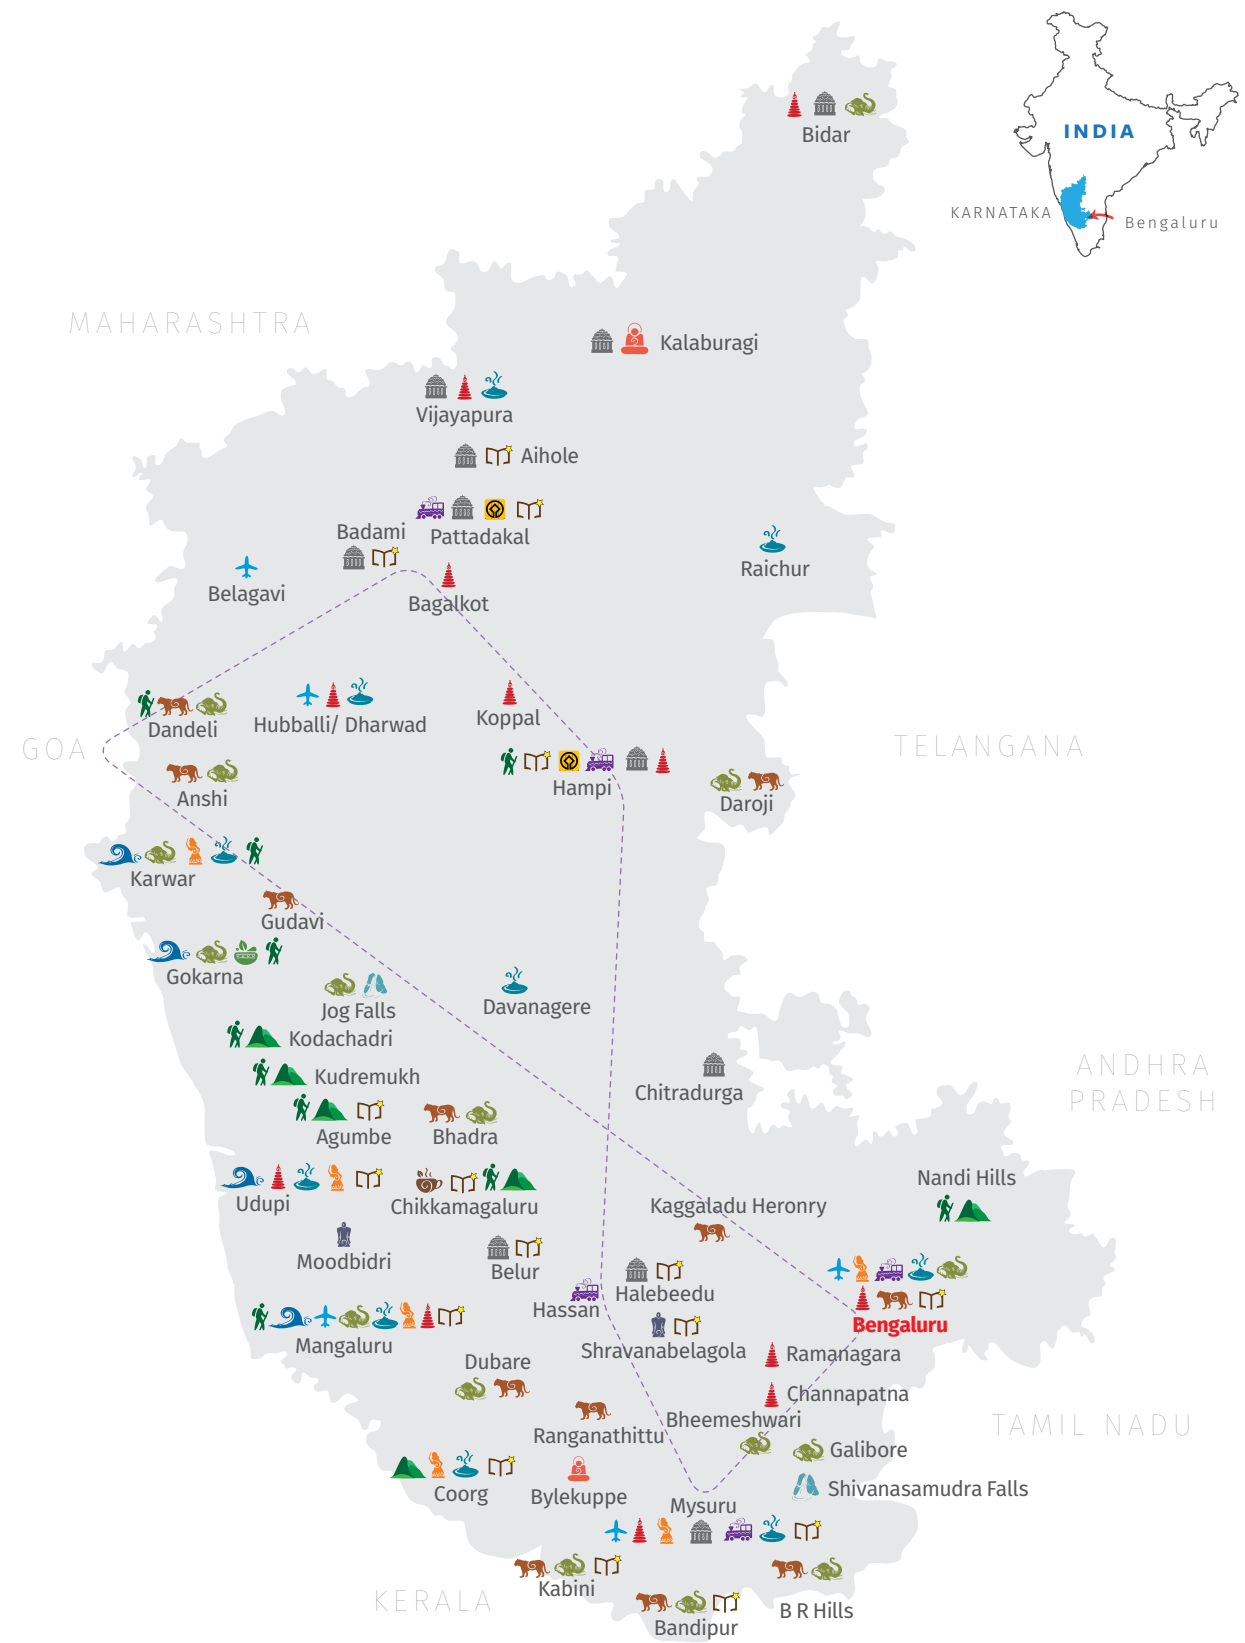 Bidar
INDIA
KARNATAKA
Bengaluru
MAHARASHTRA
Kalaburagi
Vijayapura
Aihole
Badami
Pattadakal
Raichur
Belagavi
Bagalkot
Koppal
Hubballi/ Dharwad
Dandeli
GOA
TELANGANA
Hampi
Anshi
Daroji
Karwar
Gudavi
Gokarna
Jog Falls
Davanagere
Kodachadri
ANDHRA
PRADESH
Kudremukh
Chitradurga
Agumbe
Bhadra
Nandi Hills
Udupi
Chikkamagaluru
Kaggaladu Heronry
Moodbidri
Belur
Halebeedu
Hassan
Bengaluru
Mangaluru
Shravanabelagola
Ramanagara
Dubare
Channapatna
Bheemeshwari
TAMIL NADU
Ranganathittu
Galibore
Shivanasamudra Falls
Coorg
Bylekuppe
Mysuru
Kabini
KERALA
B R Hills
Bandipur